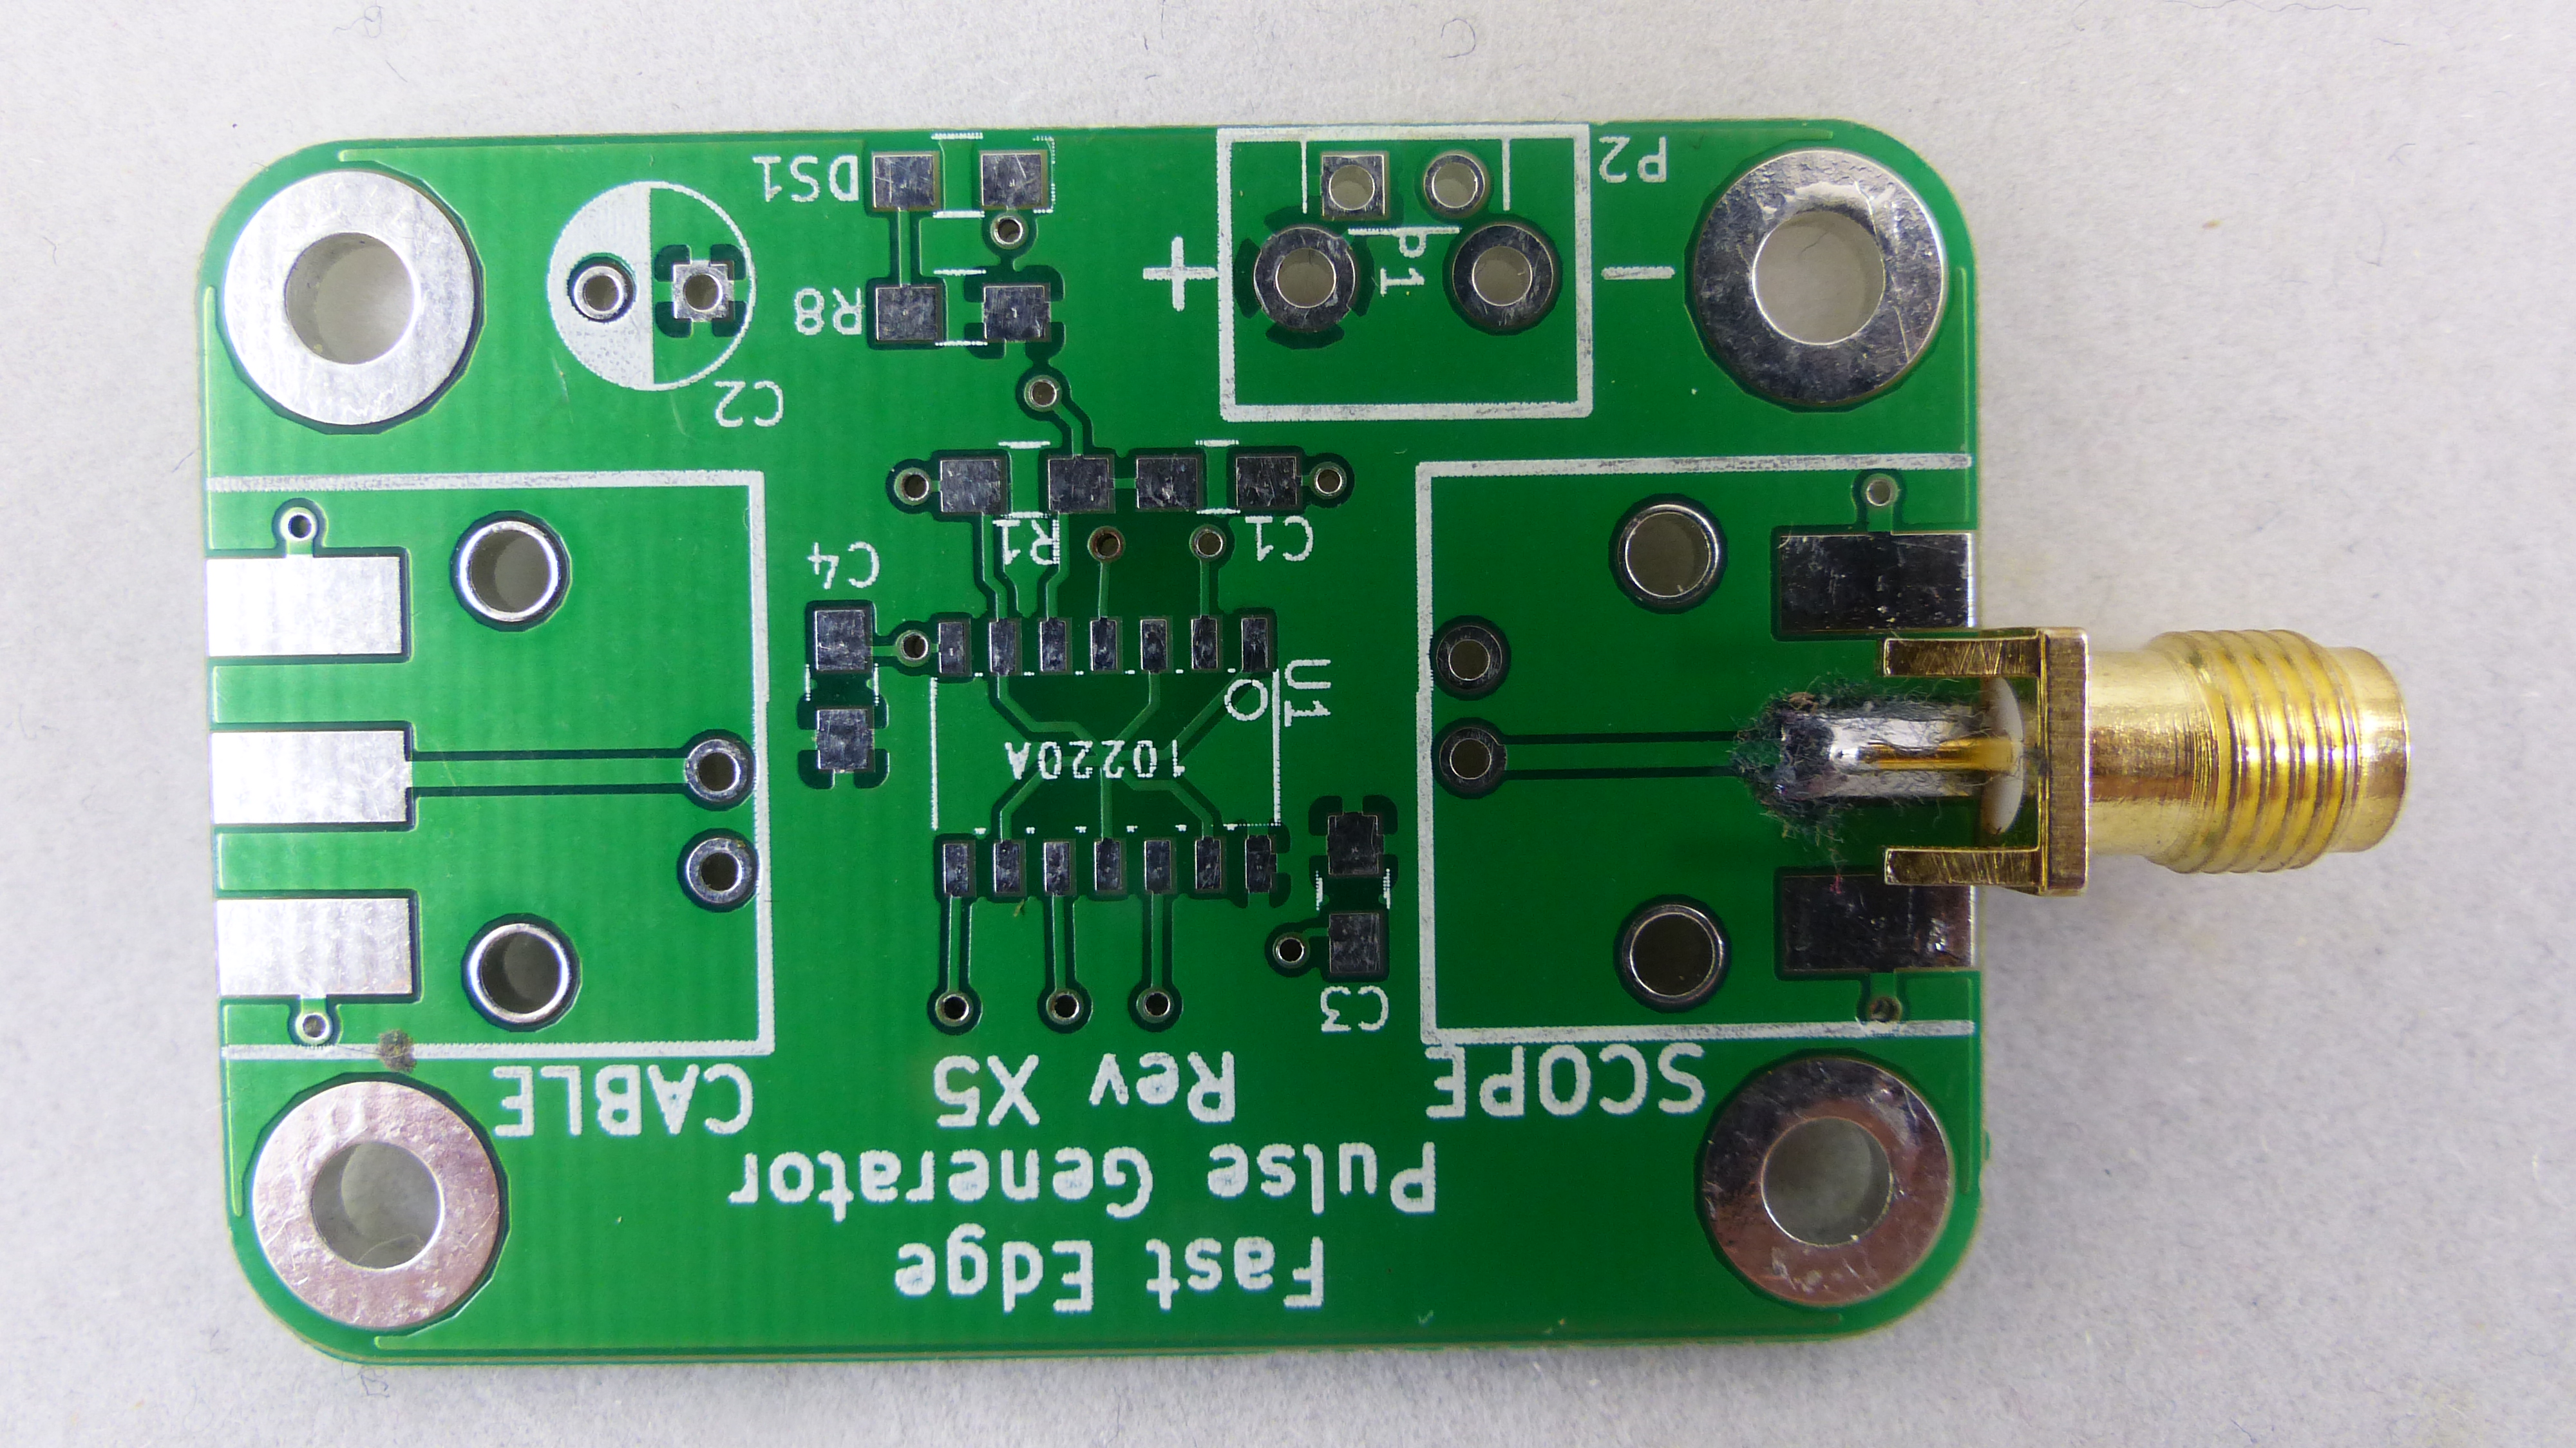 Fast Edge
Pulse Generator
Rev X5
SCOPE
CABLE
C3
10220A
U1
C4
C1
R1
C2
R8
P1
+
-
DS1
P2